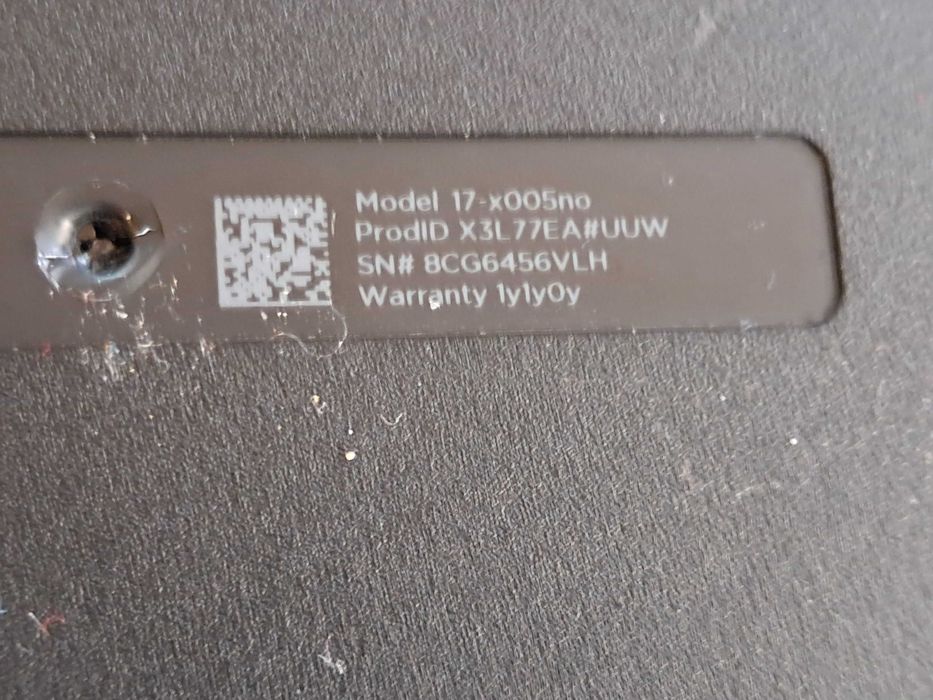 Model 17-x005no
ProdID X3L77EA#UUW
SN# 8CG6456VLH
Warranty 1y1y0y